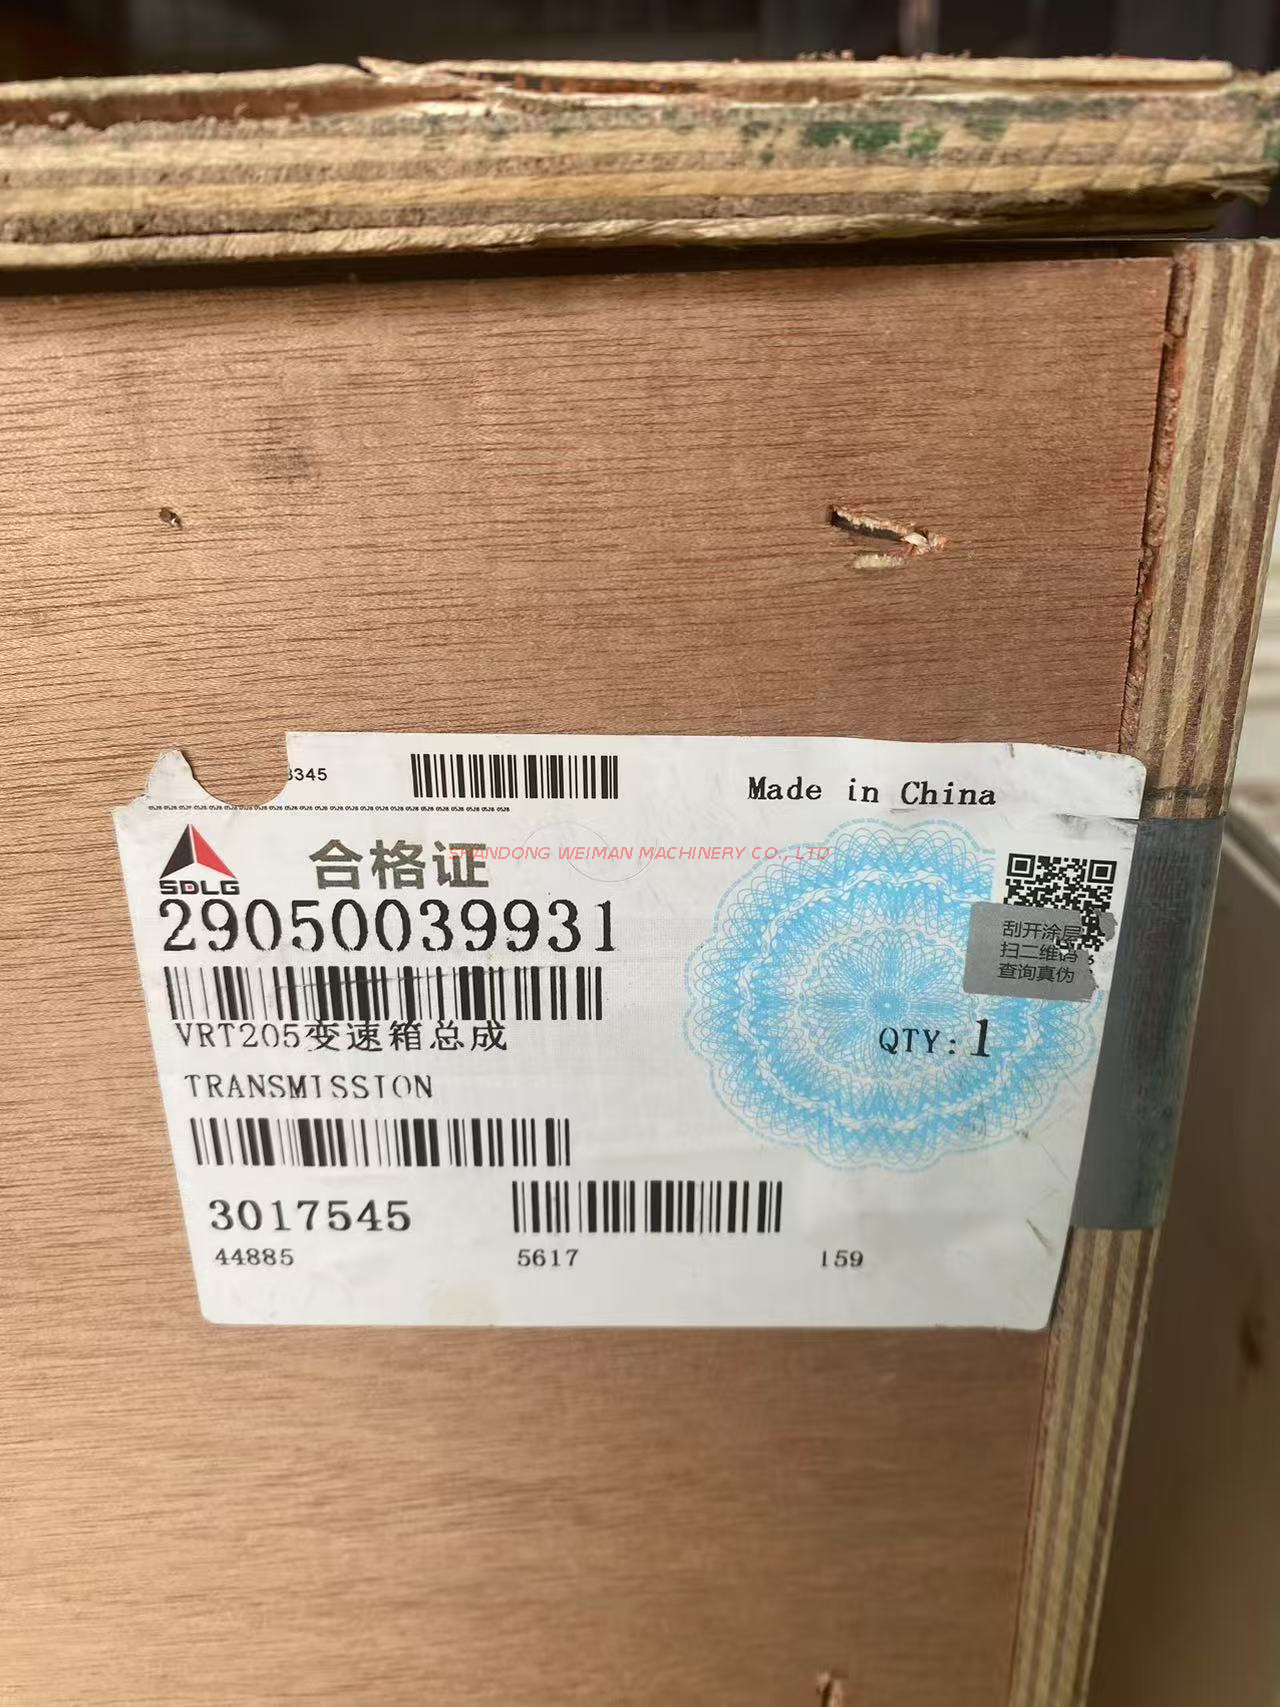 3345
Made in China
SDLG
合格证
SHANDONG WEIMAN MACHINERY CO., LTD
29050039931
刮开涂层
扫二维码
查询真伪
VRT205变速箱总成
QTY: 1
TRANSMISSION
3017545
44885
5617
159